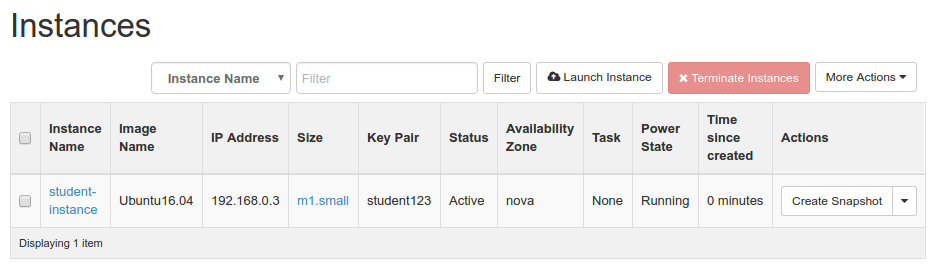 Instances
Instance Name Filter Filter Launch Instance Terminate Instances More Actions
Instance Name Image Name IP Address Size Key Pair Status Availability Zone Task Power State Time since created Actions
student-instance Ubuntu16.04 192.168.0.3 m1.small student123 Active nova None Running 0 minutes Create Snapshot
Displaying 1 item